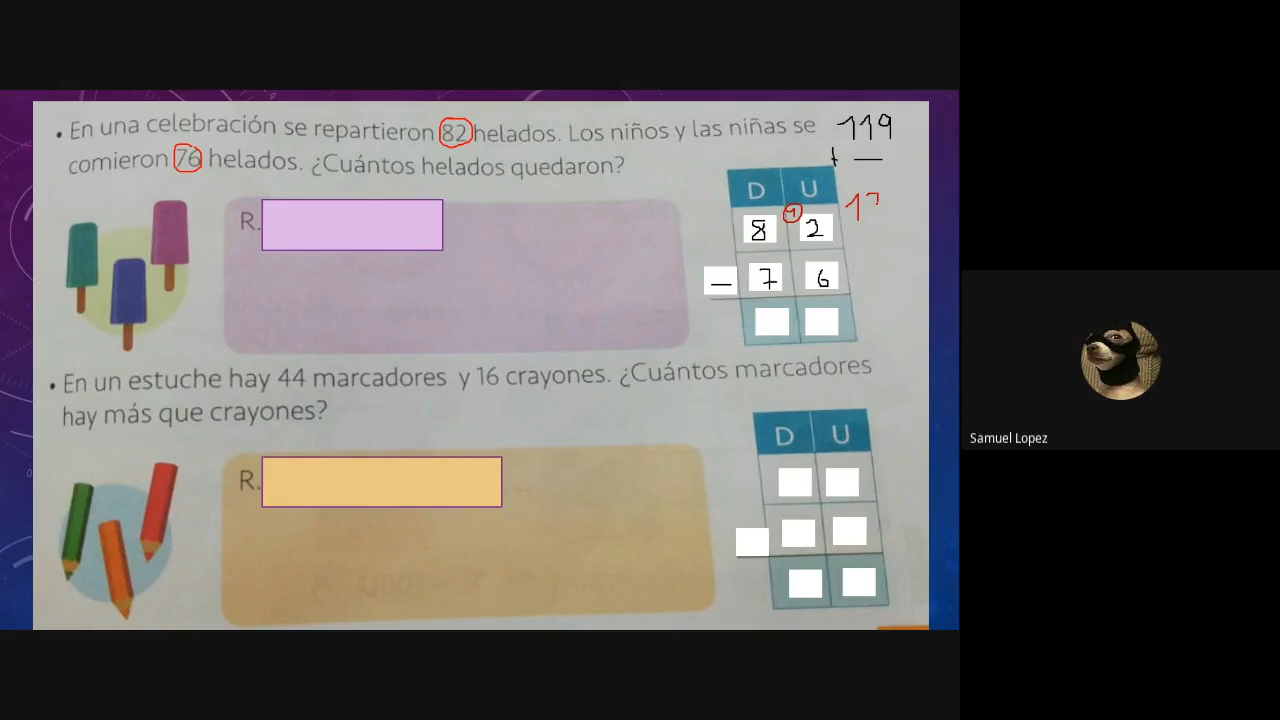 • En una celebración se repartieron 82 helados. Los niños y las niñas se
comieron 76 helados. ¿Cuántos helados quedaron?
119
+ —
R.
D U
1
8 2
1
- 7 6
• En un estuche hay 44 marcadores y 16 crayones. ¿Cuántos marcadores
hay más que crayones?
R.
D U
Samuel Lopez